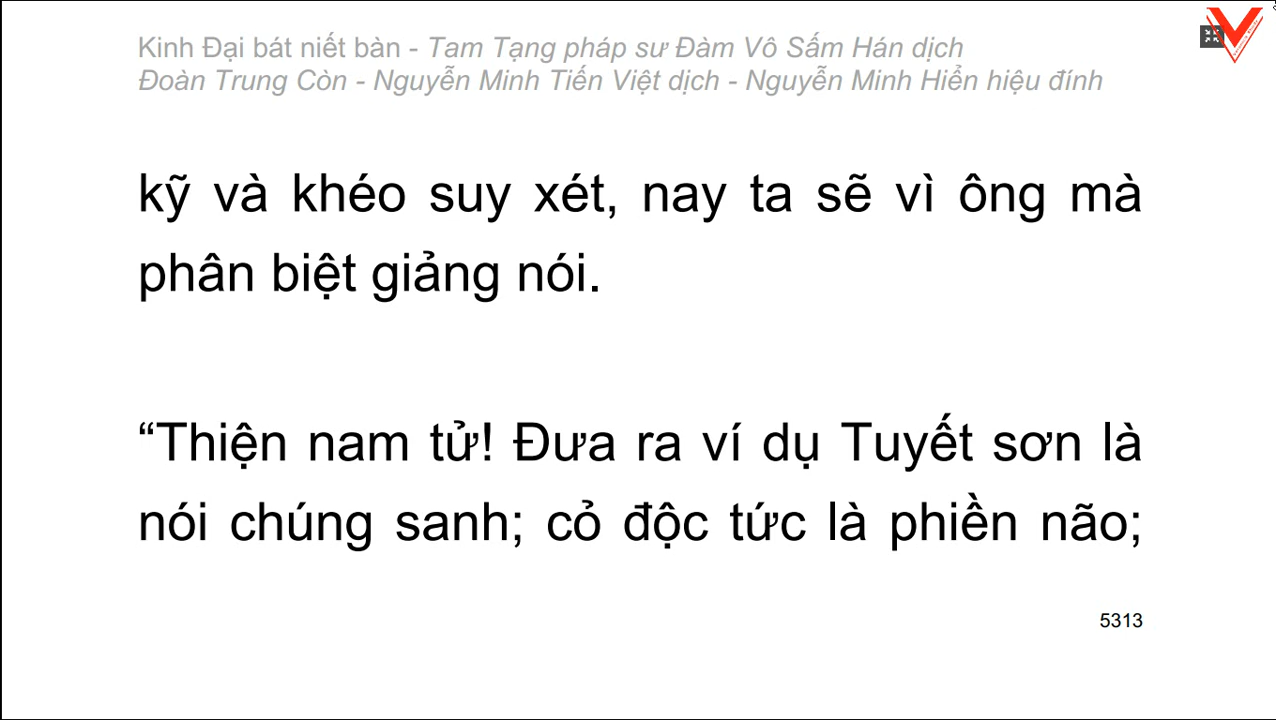 Kinh Đại bát niết bàn - Tam Tạng pháp sư Đàm Vô Sấm Hán dịch
Đoàn Trung Còn - Nguyễn Minh Tiến Việt dịch - Nguyễn Minh Hiển hiệu đính
kỹ và khéo suy xét, nay ta sẽ vì ông mà
phân biệt giảng nói.
“Thiện nam tử! Đưa ra ví dụ Tuyết sơn là
nói chúng sanh; cỏ độc tức là phiền não;
5313